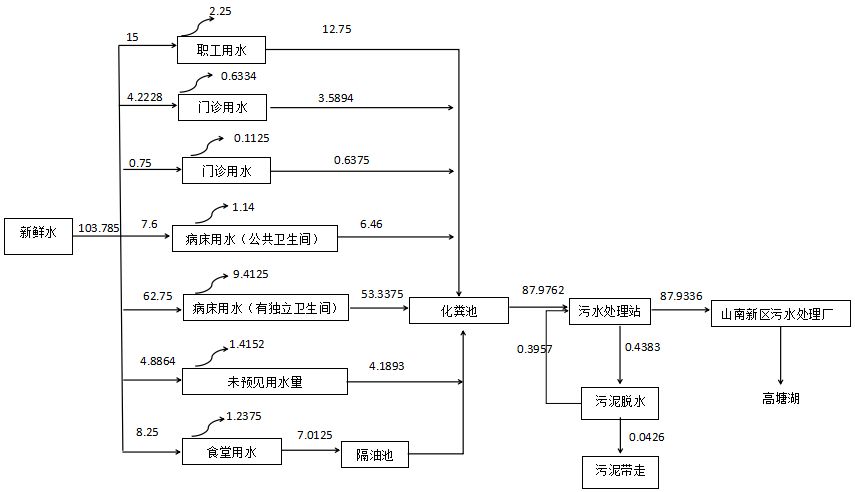 2.25
15
职工用水
12.75
0.6334
4.2228
门诊用水
3.5894
0.1125
0.75
门诊用水
0.6375
1.14
新鲜水
103.785
7.6
病床用水（公共卫生间）
6.46
9.4125
62.75
病床用水（有独立卫生间）
53.3375
化粪池
87.9762
污水处理站
87.9336
山南新区污水处理厂
1.4152
4.8864
未预见用水量
4.1893
0.3957
0.4383
高塘湖
污泥脱水
1.2375
8.25
食堂用水
7.0125
隔油池
0.0426
污泥带走